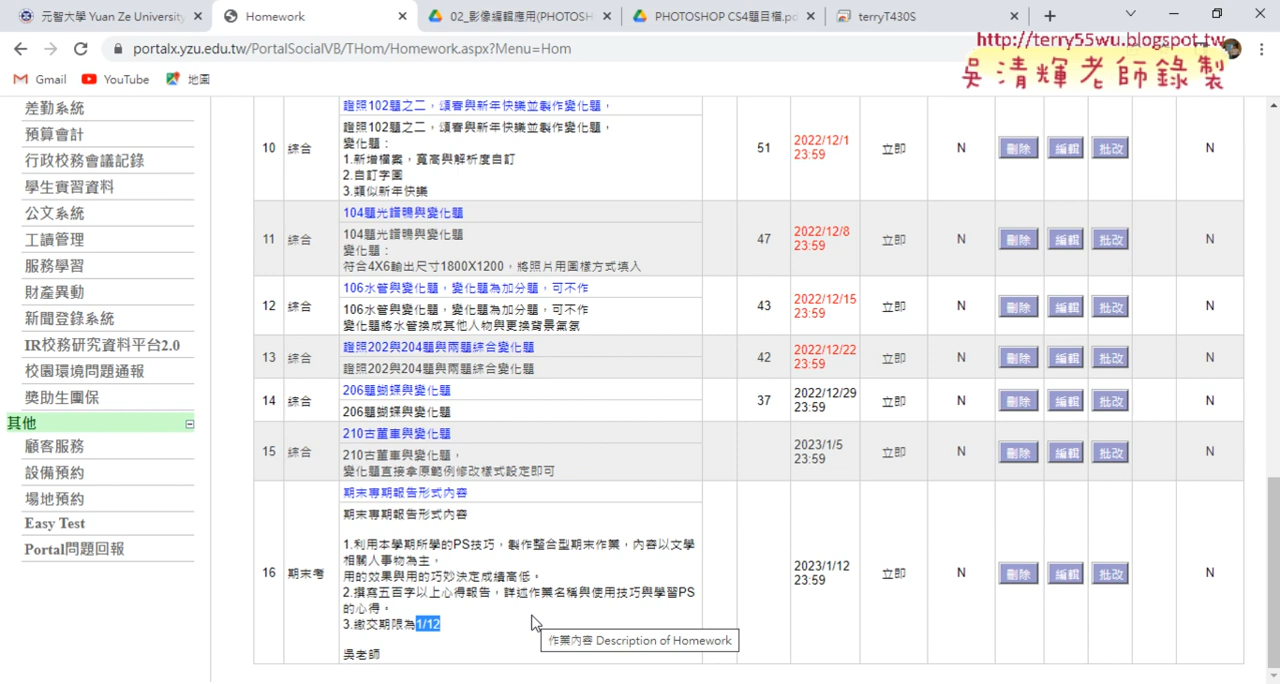 元智大學 Yuan Ze University
Homework
02_影像編輯應用(PHOTOSH
PHOTOSHOP CS4題目檔.pd
terryT430S
portalx.yzu.edu.tw/PortalSocialVB/THom/Homework.aspx?Menu=Hom
http://terry55wu.blogspot.tw
吳清輝老師錄製
Gmail
YouTube
地圖
差勤系統
預算會計
行政校務會議記錄
學生實習資料
公文系統
工讀管理
服務學習
財產異動
新聞登錄系統
IR校務研究資料平台2.0
校園環境問題通報
獎助生團保
其他
顧客服務
設備預約
場地預約
Easy Test
Portal問題回報
證照102題之二，頌春與新年快樂並製作變化題，
10 綜合
證照102題之二，頌春與新年快樂並製作變化題，
變化題：
1.新增檔案，寬高與解析度自訂
2.自訂字圖
3.類似新年快樂
51 2022/12/1 23:59 立即 N 刪除 編輯 批改 N
104題光譜鴨與變化題
11 綜合
104題光譜鴨與變化題
變化題：
符合4X6輸出尺寸1800X1200，將照片用圖樣方式填入
47 2022/12/8 23:59 立即 N 刪除 編輯 批改 N
106水管與變化題，變化題為加分題，可不作
12 綜合
106水管與變化題，變化題為加分題，可不作
變化題將水管換成其他人物與更換背景氣氛
43 2022/12/15 23:59 立即 N 刪除 編輯 批改 N
證照202與204題與兩題綜合變化題
13 綜合
證照202與204題與兩題綜合變化題
42 2022/12/22 23:59 立即 N 刪除 編輯 批改 N
206題蝴蝶與變化題
14 綜合
206題蝴蝶與變化題
37 2022/12/29 23:59 立即 N 刪除 編輯 批改 N
210古董車與變化題
15 綜合
210古董車與變化題，
變化題直接拿原範例修改樣式設定即可
2023/1/5 23:59 立即 N 刪除 編輯 批改 N
期末專期報告形式內容
16 期末考
期末專期報告形式內容
1.利用本學期所學的PS技巧，製作整合型期末作業，內容以文學
相關人事物為主，
用的效果與用的巧妙決定成績高低。
2.撰寫五百字以上心得報告，詳述作業名稱與使用技巧與學習PS
的心得。
3.繳交期限為1/12
吳老師
2023/1/12 23:59 立即 N 刪除 編輯 批改 N
作業內容 Description of Homework